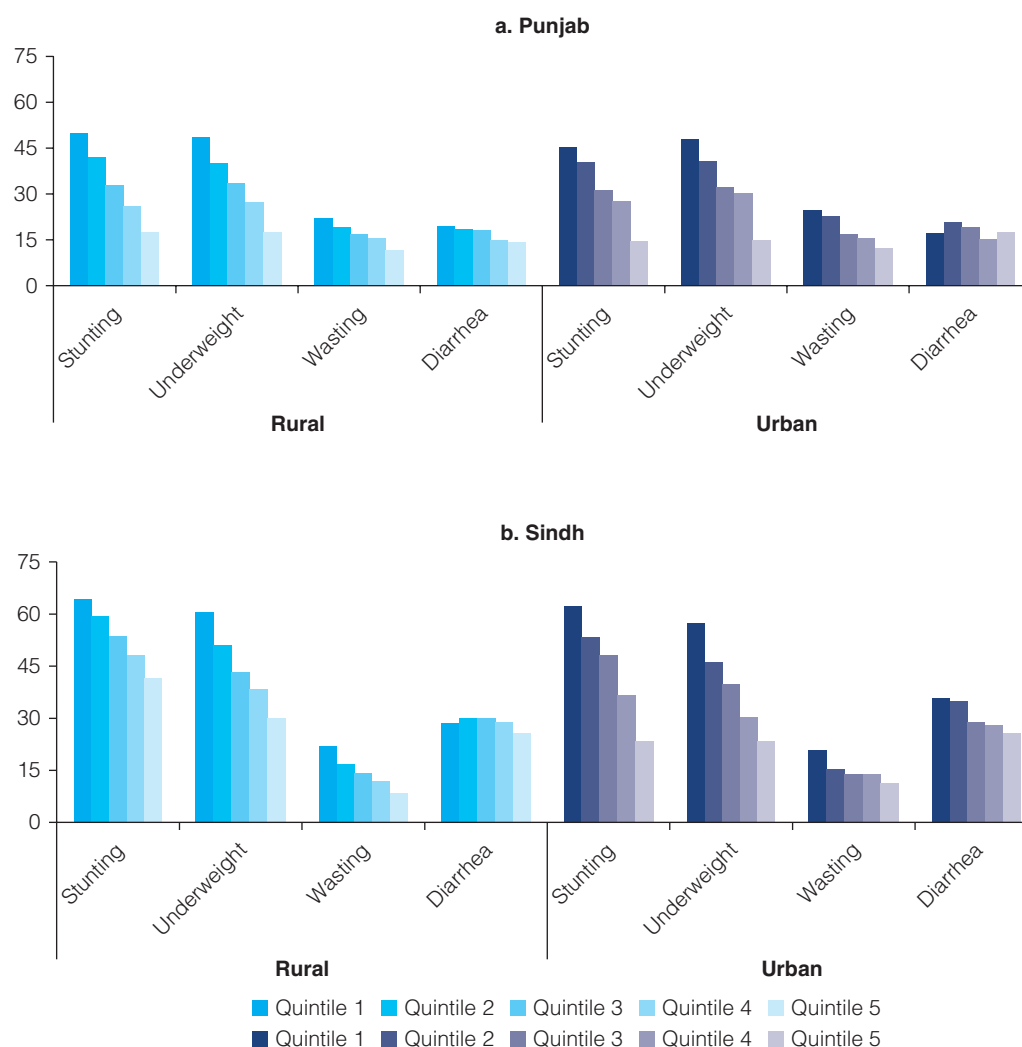 a. Punjab
75
60
45
30
15
0
Stunting
Underweight
Wasting
Diarrhea
Stunting
Underweight
Wasting
Diarrhea
Rural
Urban
b. Sindh
75
60
45
30
15
0
Stunting
Underweight
Wasting
Diarrhea
Stunting
Underweight
Wasting
Diarrhea
Rural
Urban
Quintile 1 Quintile 2 Quintile 3 Quintile 4 Quintile 5
Quintile 1 Quintile 2 Quintile 3 Quintile 4 Quintile 5